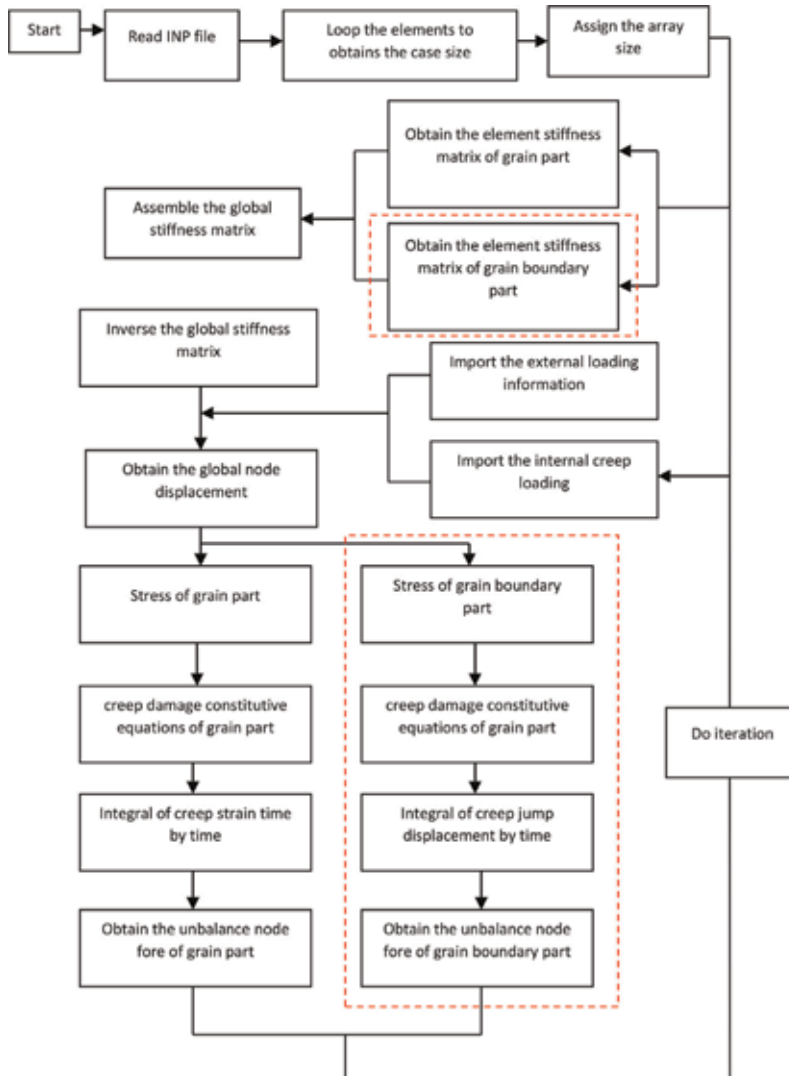 Start
Read INP file
Loop the elements to
obtains the case size
Assign the array
size
Obtain the element stiffness
matrix of grain part
Assemble the global
stiffness matrix
Obtain the element stiffness
matrix of grain boundary
part
Inverse the global stiffness
matrix
Import the external loading
information
Obtain the global node
displacement
Import the internal creep
loading
Stress of grain part
Stress of grain boundary
part
creep damage constitutive
equations of grain part
creep damage constitutive
equations of grain part
Do iteration
Integral of creep strain time
by time
Integral of creep jump
displacement by time
Obtain the unbalance node
fore of grain part
Obtain the unbalance node
fore of grain boundary part